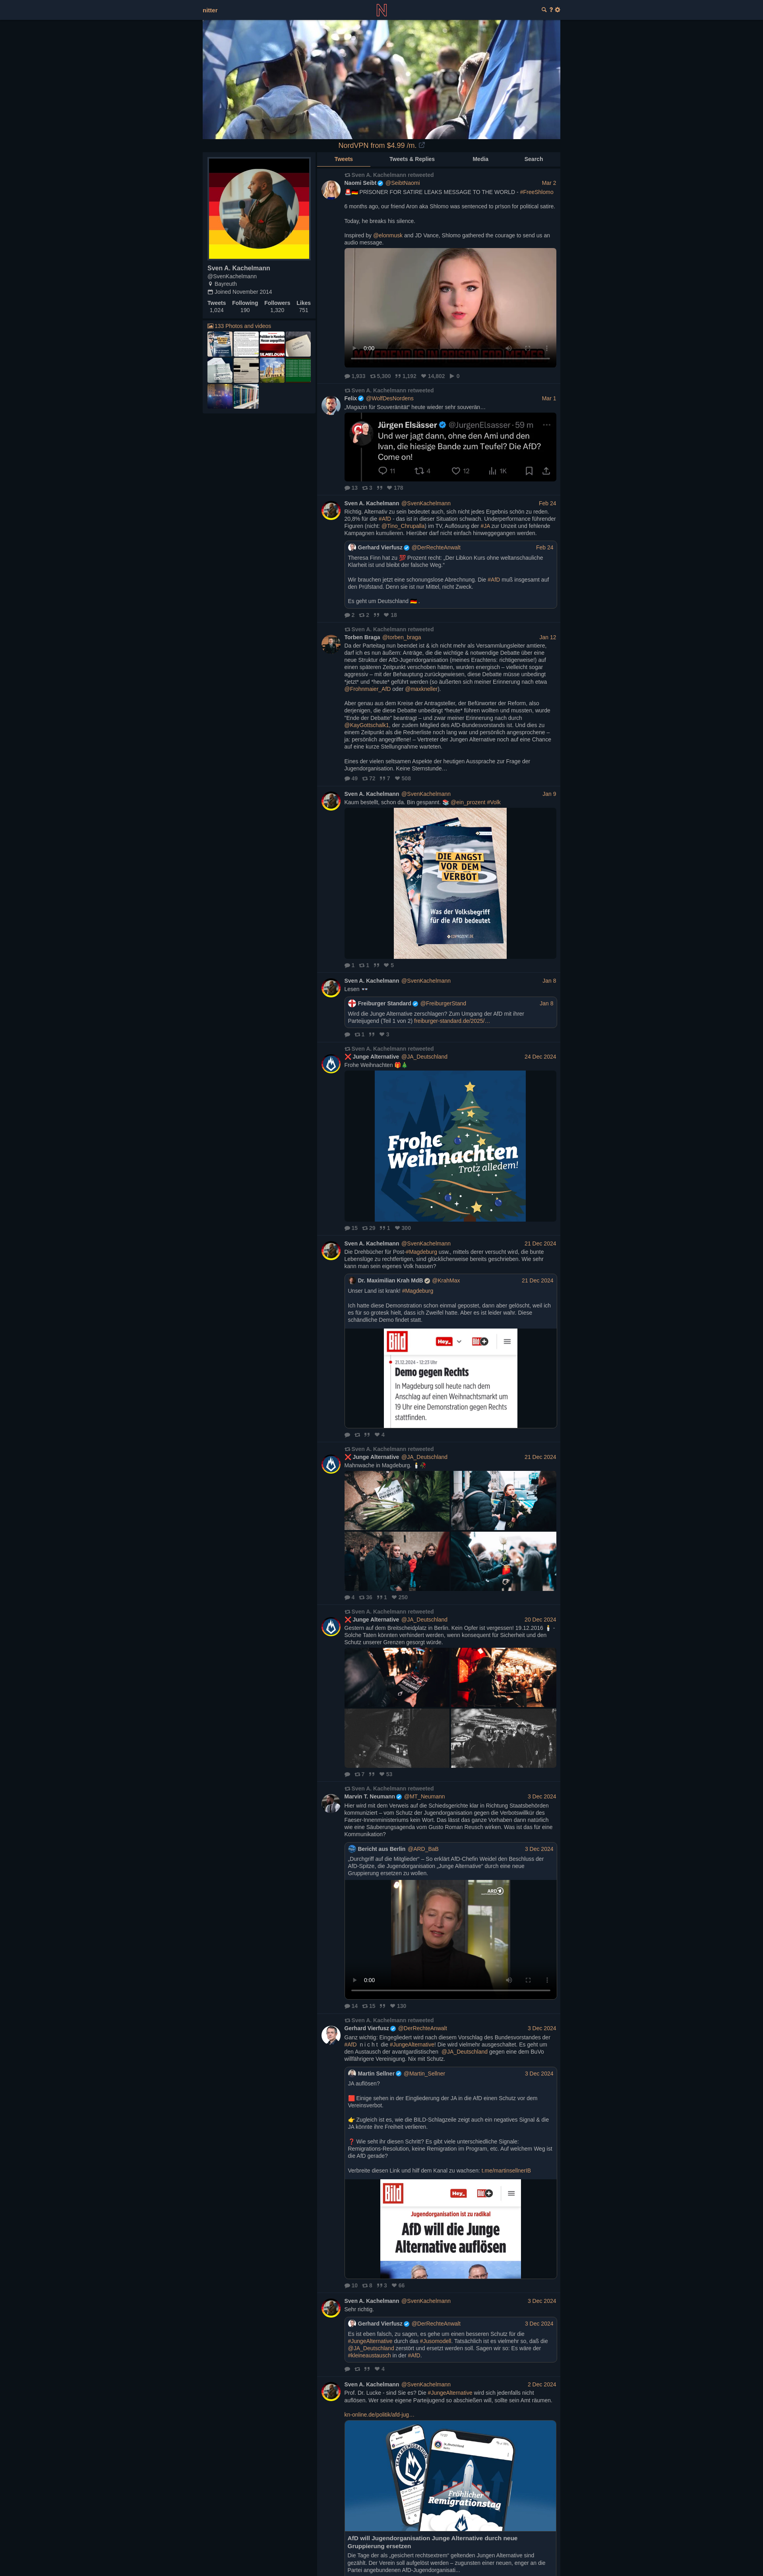 nitter
NordVPN from $4.99 /m.
Tweets
Tweets & Replies
Media
Search
Sven A. Kachelmann
@SvenKachelmann
Bayreuth
Joined November 2014
Tweets Following Followers Likes
1,024 190 1,320 751
133 Photos and videos
Sven A. Kachelmann retweeted
Naomi Seibt @SeibtNaomi Mar 2
🚨🇩🇪 PRISONER FOR SATIRE LEAKS MESSAGE TO THE WORLD - #FreeShlomo
6 months ago, our friend Aron aka Shlomo was sentenced to pr!son for political satire.
Today, he breaks his silence.
Inspired by @elonmusk and JD Vance, Shlomo gathered the courage to send us an
audio message.
0:00
1,933 5,300 1,192 14,802 0
Sven A. Kachelmann retweeted
Felix @WolfDesNordens Mar 1
„Magazin für Souveränität" heute wieder sehr souverän…
Jürgen Elsässer @JurgenElsasser · 59 m
Und wer jagt dann, ohne den Ami und den
Ivan, die hiesige Bande zum Teufel? Die AfD?
Come on!
11 4 12 1K
13 3 178
Sven A. Kachelmann @SvenKachelmann Feb 24
Richtig. Alternativ zu sein bedeutet auch, sich nicht jedes Ergebnis schön zu reden.
20,8% für die #AfD - das ist in dieser Situation schwach. Underperformance führender
Figuren (nicht: @Tino_Chrupalla) im TV, Auflösung der #JA zur Unzeit und fehlende
Kampagnen kumulieren. Hierüber darf nicht einfach hinweggegangen werden.
Gerhard Vierfusz @DerRechteAnwalt Feb 24
Theresa Finn hat zu 💯 Prozent recht: „Der Libkon Kurs ohne weltanschauliche
Klarheit ist und bleibt der falsche Weg."
Wir brauchen jetzt eine schonungslose Abrechnung. Die #AfD muß insgesamt auf
den Prüfstand. Denn sie ist nur Mittel, nicht Zweck.
Es geht um Deutschland 🇩🇪 .
2 2 18
Sven A. Kachelmann retweeted
Torben Braga @torben_braga Jan 12
Da der Parteitag nun beendet ist & ich nicht mehr als Versammlungsleiter amtiere,
darf ich es nun äußern: Anträge, die die wichtige & notwendige Debatte über eine
neue Struktur der AfD-Jugendorganisation (meines Erachtens: richtigerweise!) auf
einen späteren Zeitpunkt verschoben hätten, wurden energisch – vielleicht sogar
aggressiv – mit der Behauptung zurückgewiesen, diese Debatte müsse unbedingt
*jetzt* und *heute* geführt werden (so äußerten sich meiner Erinnerung nach etwa
@Frohnmaier_AfD oder @maxkneller).
Aber genau aus dem Kreise der Antragsteller, der Befürworter der Reform, also
derjenigen, die diese Debatte unbedingt *heute* führen wollten und mussten, wurde
"Ende der Debatte" beantragt – und zwar meiner Erinnerung nach durch
@KayGottschalk1, der zudem Mitglied des AfD-Bundesvorstands ist. Und dies zu
einem Zeitpunkt als die Rednerliste noch lang war und persönlich angesprochene –
ja: persönlich angegriffene! – Vertreter der Jungen Alternative noch auf eine Chance
auf eine kurze Stellungnahme warteten.
Eines der vielen seltsamen Aspekte der heutigen Aussprache zur Frage der
Jugendorganisation. Keine Sternstunde…
49 72 7 559
Sven A. Kachelmann @SvenKachelmann Jan 9
Kaum bestellt, schon da. Bin gespannt. 📚 @ein_prozent #Volk
DIE ANGST
VOR DEM
VERBOT
Was der Volksbegriff
für die AfD bedeutet
1 1 5
Sven A. Kachelmann @SvenKachelmann Jan 8
Lesen 👓
Freiburger Standard @FreiburgerStand Jan 8
Wird die Junge Alternative zerschlagen? Zum Umgang der AfD mit ihrer
Parteijugend (Teil 1 von 2) freiburger-standard.de/2025/…
1 3
Sven A. Kachelmann retweeted
❌ Junge Alternative @JA_Deutschland 24 Dec 2024
Frohe Weihnachten 🎁🎄
Frohe
Weihnachten
Trotz alledem!
15 29 1 300
Sven A. Kachelmann @SvenKachelmann 21 Dec 2024
Die Drehbücher für Post-#Magdeburg usw., mittels derer versucht wird, die bunte
Lebenslüge zu rechtfertigen, sind glücklicherweise bereits geschrieben. Wie sehr
kann man sein eigenes Volk hassen?
Dr. Maximilian Krah MdB @KrahMax 21 Dec 2024
Unser Land ist krank! #Magdeburg
Ich hatte diese Demonstration schon einmal gepostet, dann aber gelöscht, weil ich
es für so grotesk hielt, dass ich Zweifel hatte. Aber es ist leider wahr. Diese
schändliche Demo findet statt.
Bild Hey_
21.12.2024 - 12:23 Uhr
Demo gegen Rechts
In Magdeburg soll heute nach dem
Anschlag auf einen Weihnachtsmarkt um
19 Uhr eine Demonstration gegen Rechts
stattfinden.
4
Sven A. Kachelmann retweeted
❌ Junge Alternative @JA_Deutschland 21 Dec 2024
Mahnwache in Magdeburg.
4 36 1 250
Sven A. Kachelmann retweeted
❌ Junge Alternative @JA_Deutschland 20 Dec 2024
Gestern auf dem Breitscheidplatz in Berlin. Kein Opfer ist vergessen! 19.12.2016 🕯 -
Solche Taten könnten verhindert werden, wenn konsequent für Sicherheit und den
Schutz unserer Grenzen gesorgt würde.
7 53
Sven A. Kachelmann retweeted
Marvin T. Neumann @MT_Neumann 3 Dec 2024
Hier wird mit dem Verweis auf die Schiedsgerichte klar in Richtung Staatsbehörden
kommuniziert – vom Schutz der Jugendorganisation gegen die Verbotswillkür des
Faeser-Innenministeriums kein Wort. Das lässt das ganze Vorhaben dann natürlich
wie eine Säuberungsagenda vom Gusto Roman Reusch wirken. Was ist das für eine
Kommunikation?
Bericht aus Berlin @ARD_BaB 3 Dec 2024
„Durchgriff auf die Mitglieder" – So erklärt AfD-Chefin Weidel den Beschluss der
AfD-Spitze, die Jugendorganisation „Junge Alternative" durch eine neue
Gruppierung ersetzen zu wollen.
ARD
0:00
14 15 130
Sven A. Kachelmann retweeted
Gerhard Vierfusz @DerRechteAnwalt 3 Dec 2024
Ganz wichtig: Eingegliedert wird nach diesem Vorschlag des Bundesvorstandes der
#AfD n i c h t die #JungeAlternative! Die wird vielmehr ausgeschaltet. Es geht um
den Austausch der avantgardistischen @JA_Deutschland gegen eine dem BuVo
willfährigere Vereinigung. Nix mit Schutz.
Martin Sellner @Martin_Sellner 3 Dec 2024
JA auflösen?
🟥 Einige sehen in der Eingliederung der JA in die AfD einen Schutz vor dem
Vereinsverbot.
👉 Zugleich ist es, wie die BILD-Schlagzeile zeigt auch ein negatives Signal & die
JA könnte ihre Freiheit verlieren.
❓ Wie seht ihr diesen Schritt? Es gibt viele unterschiedliche Signale:
Remigrations-Resolution, keine Remigration im Program, etc. Auf welchem Weg ist
die AfD gerade?
Verbreite diesen Link und hilf dem Kanal zu wachsen: t.me/martinsellnerIB
Bild Hey_
Jugendorganisation ist zu radikal
AfD will die Junge
Alternative auflösen
10 8 3 66
Sven A. Kachelmann @SvenKachelmann 3 Dec 2024
Sehr richtig.
Gerhard Vierfusz @DerRechteAnwalt 3 Dec 2024
Es ist eben falsch, zu sagen, es gehe um einen besseren Schutz für die
#JungeAlternative durch das #Jusomodell. Tatsächlich ist es vielmehr so, daß die
@JA_Deutschland zerstört und ersetzt werden soll. Sagen wir so: Es wäre der
#kleineaustausch in der #AfD.
4
Sven A. Kachelmann @SvenKachelmann 2 Dec 2024
Prof. Dr. Lucke - sind Sie es? Die #JungeAlternative wird sich jedenfalls nicht
auflösen. Wer seine eigene Parteijugend so abschießen will, sollte sein Amt räumen.
kn-online.de/politik/afd-jug…
Fröhlicher
Remigrationstag
AfD will Jugendorganisation Junge Alternative durch neue
Gruppierung ersetzen
Die Tage der als „gesichert rechtsextrem" geltenden Jungen Alternative sind
gezählt. Der Verein soll aufgelöst werden – zugunsten einer neuen, enger an die
Partei angebundenen AfD-Jugendorganisati…